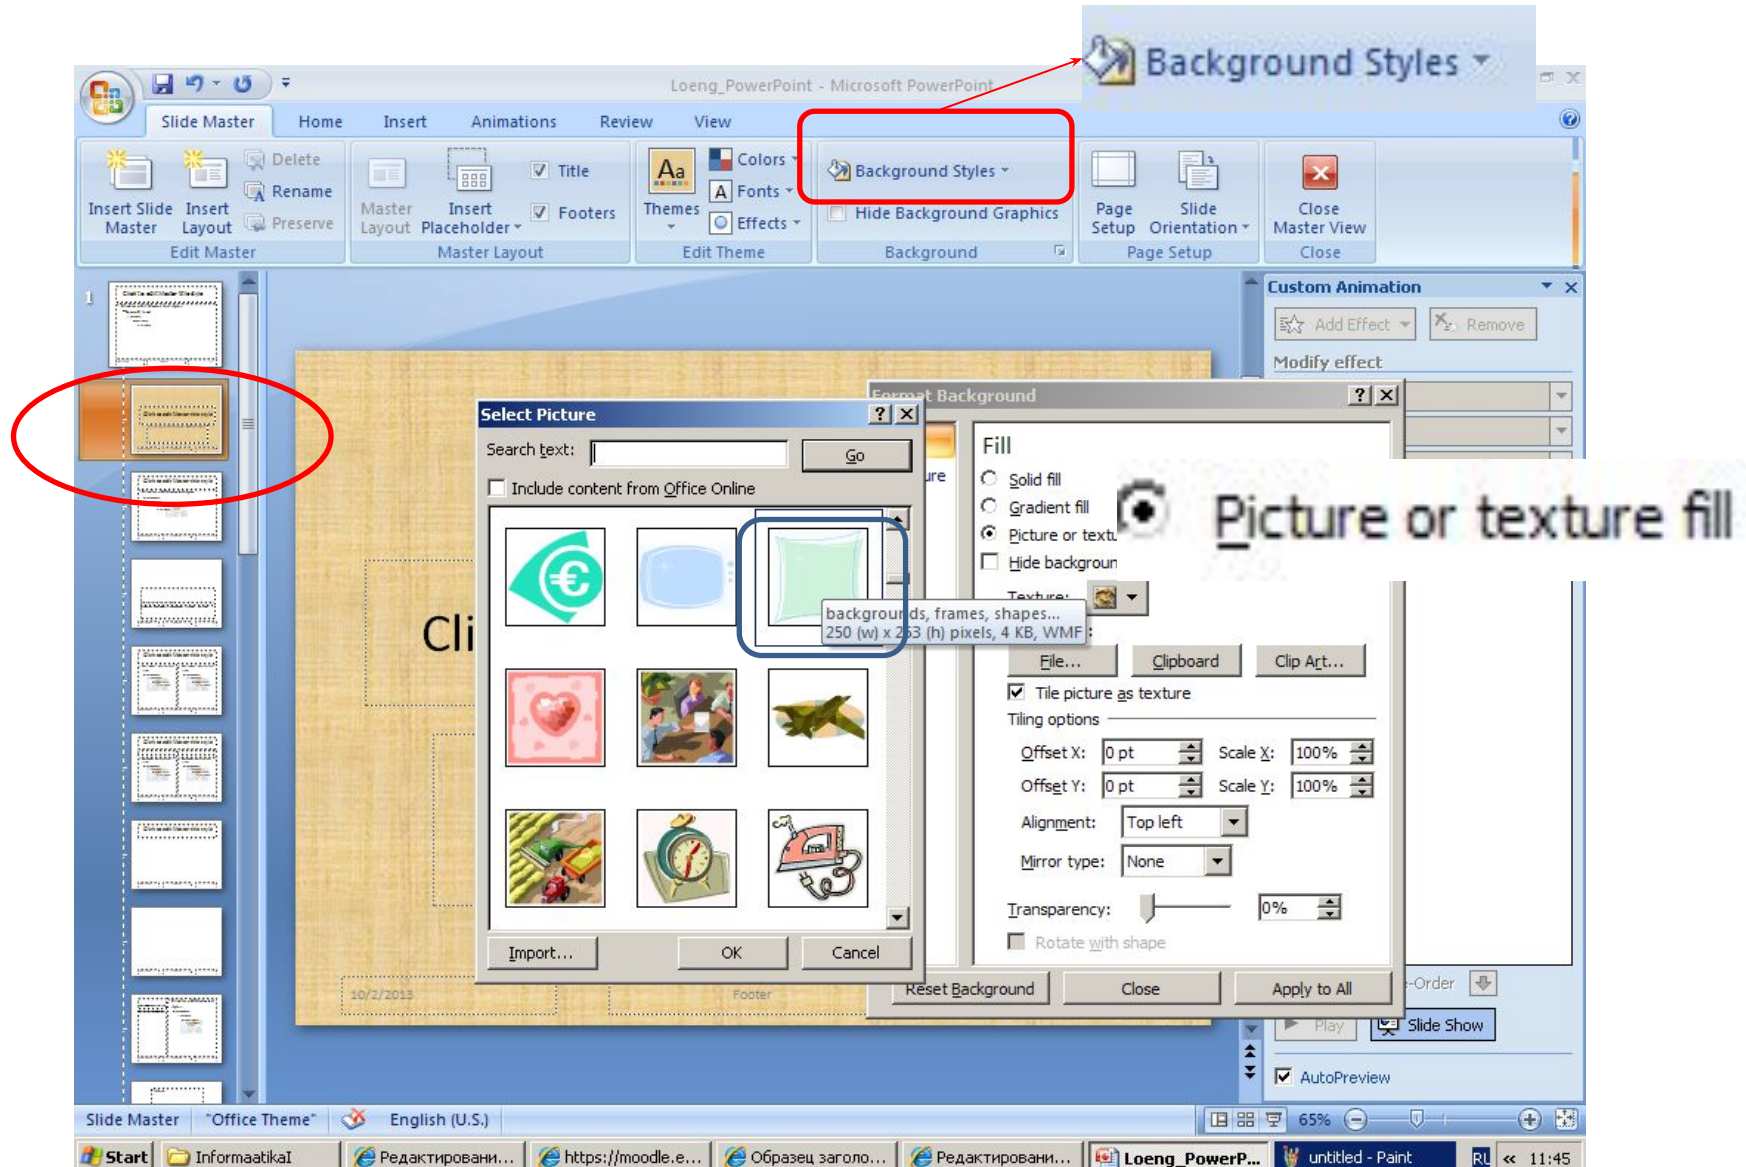 Background Styles
Loeng_PowerPoint - Microsoft PowerPoint
Slide Master Home Insert Animations Review View
Insert Slide Master
Insert Layout
Delete
Rename
Preserve
Edit Master
Master Layout
Insert Placeholder
Title
Footers
Master Layout
Themes
Colors
Fonts
Effects
Edit Theme
Background Styles
Hide Background Graphics
Background
Page Setup
Slide Orientation
Page Setup
Close Master View
Close
1
Custom Animation
Add Effect
Remove
Modify effect
Select Picture
Search text:
Go
Include content from Office Online
backgrounds, frames, shapes...
250 (w) x 263 (h) pixels, 4 KB, WMF
Import...
OK
Cancel
Format Background
Fill
Solid fill
Gradient fill
Picture or
Picture or texture fill
Hide
Texture:
File...
Clipboard
Clip Art...
Tile picture as texture
Tiling options
Offset X: 0 pt
Scale X: 100%
Offset Y: 0 pt
Scale Y: 100%
Alignment: Top left
Mirror type: None
Transparency: 0%
Rotate with shape
Reset Background
Close
Apply to All
10/2/2013
Footer
Play
Slide Show
AutoPreview
Slide Master "Office Theme" English (U.S.) 65%
Start InformaatikaI Редактировани... https://moodle.e... Образец заголо... Редактировани... Loeng_PowerP... untitled - Paint RU « 11:45